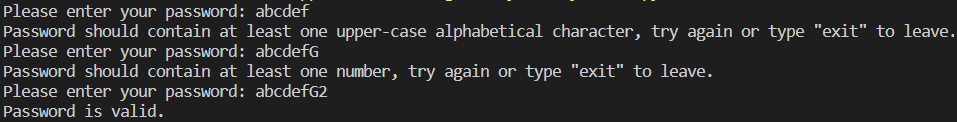 Please enter your password: abcdef
Password should contain at least one upper-case alphabetical character, try again or type "exit" to leave.
Please enter your password: abcdefG
Password should contain at least one number, try again or type "exit" to leave.
Please enter your password: abcdefG2
Password is valid.